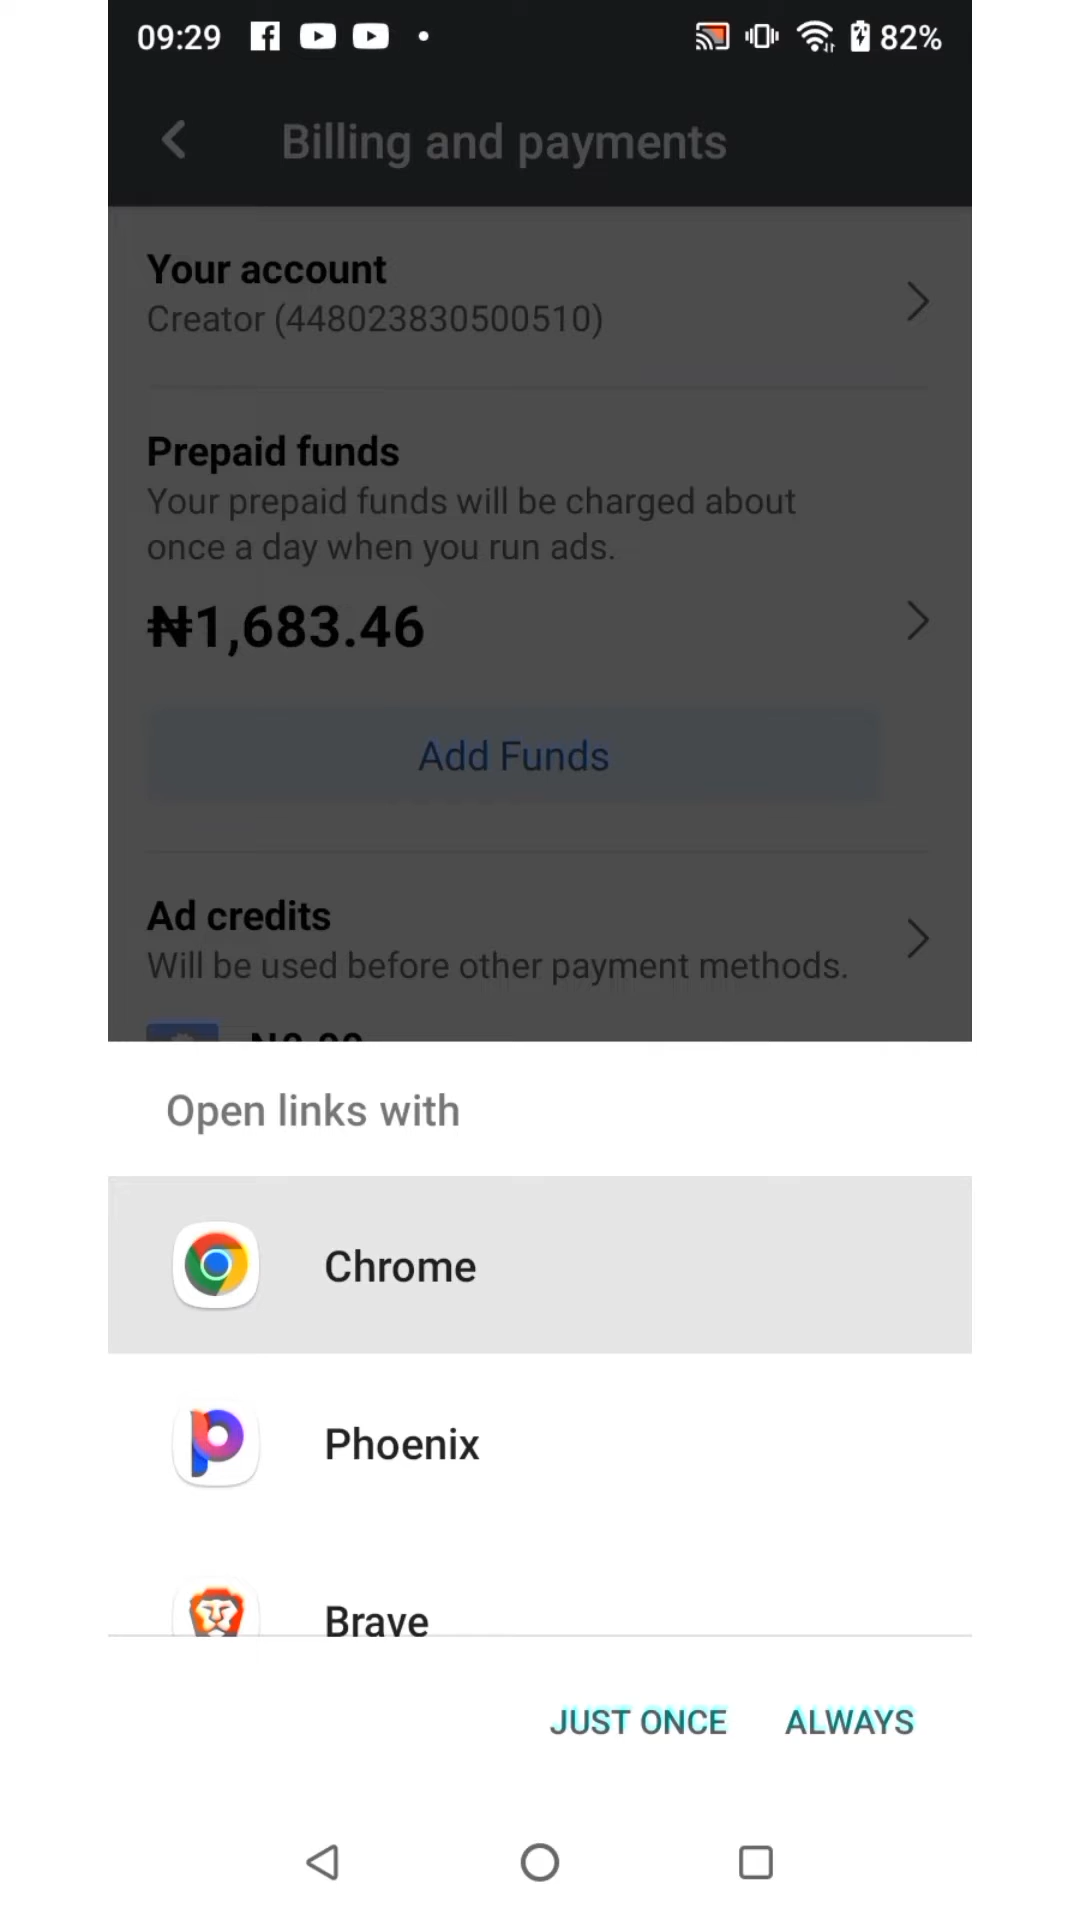 09:29
82%
Billing and payments
Your account
Creator (448023830500510)
Prepaid funds
Your prepaid funds will be charged about
once a day when you run ads.
₦1,683.46
Add Funds
Ad credits
Will be used before other payment methods.
Open links with
Chrome
Phoenix
Brave
JUST ONCE
ALWAYS